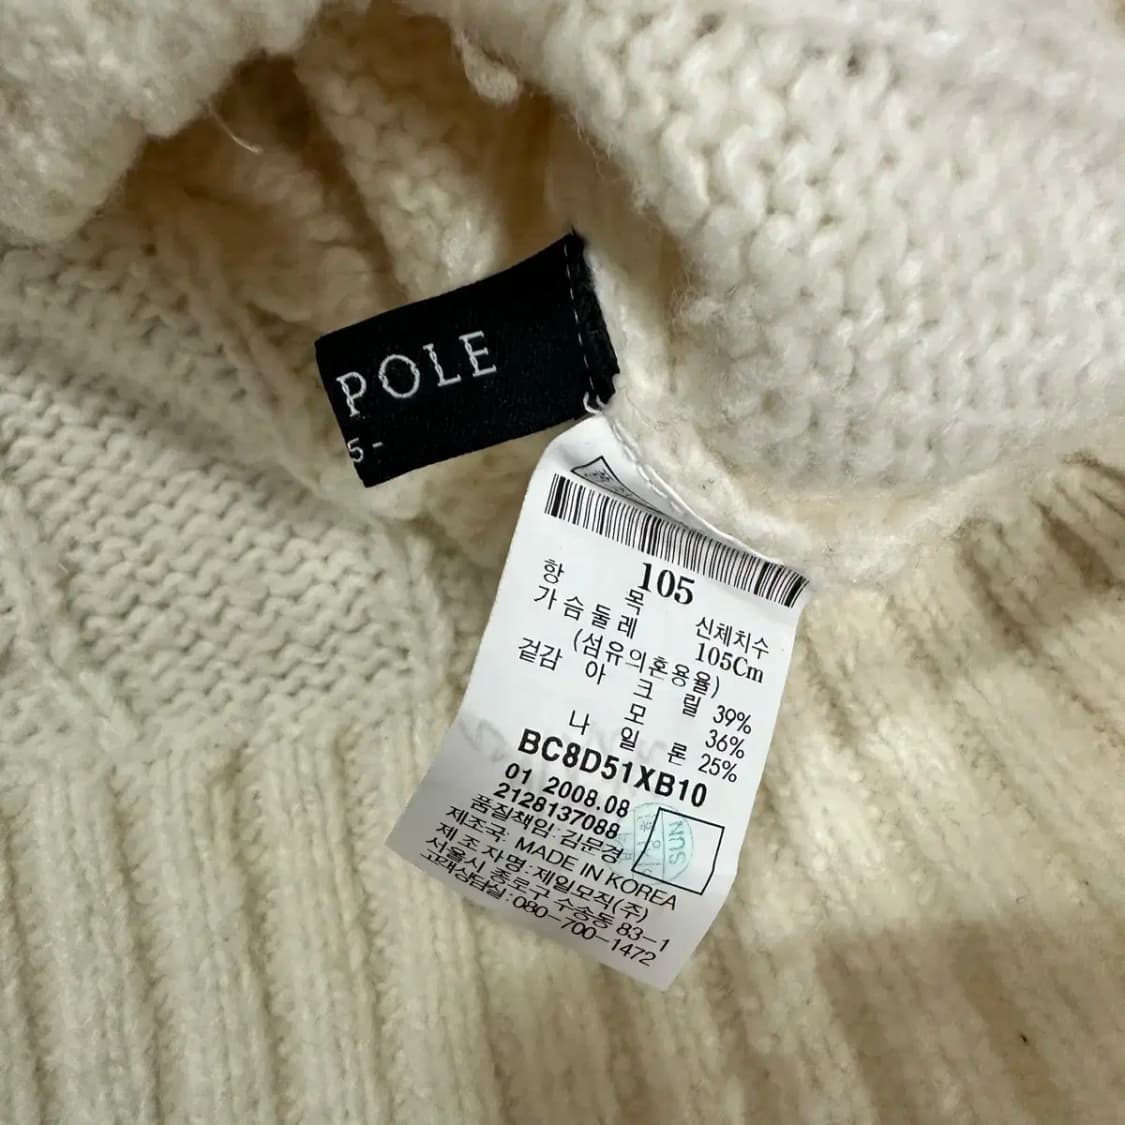 POLE
5-
105
항 목 신체치수
가슴둘레 105Cm
(섬유의혼용율)
겉감 아 크 릴 39%
모 36%
나 일 론 25%
BC8D51XB10
01 2008.08
2128137088
품질책임:김문경
제조국: MADE IN KOREA
제 조 자명:제일모직(주)
서울시 종로구 수송동 83-1
고객상담실:080-700-1472
SUN